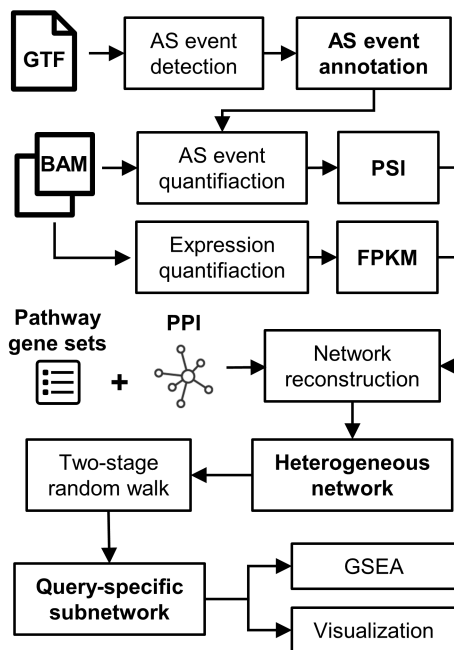 GTF
AS event
detection
AS event
annotation
BAM
AS event
quantifiaction
PSI
Expression
quantifiaction
FPKM
Pathway
gene sets
+
PPI
Network
reconstruction
Two-stage
random walk
Heterogeneous
network
Query-specific
subnetwork
GSEA
Visualization